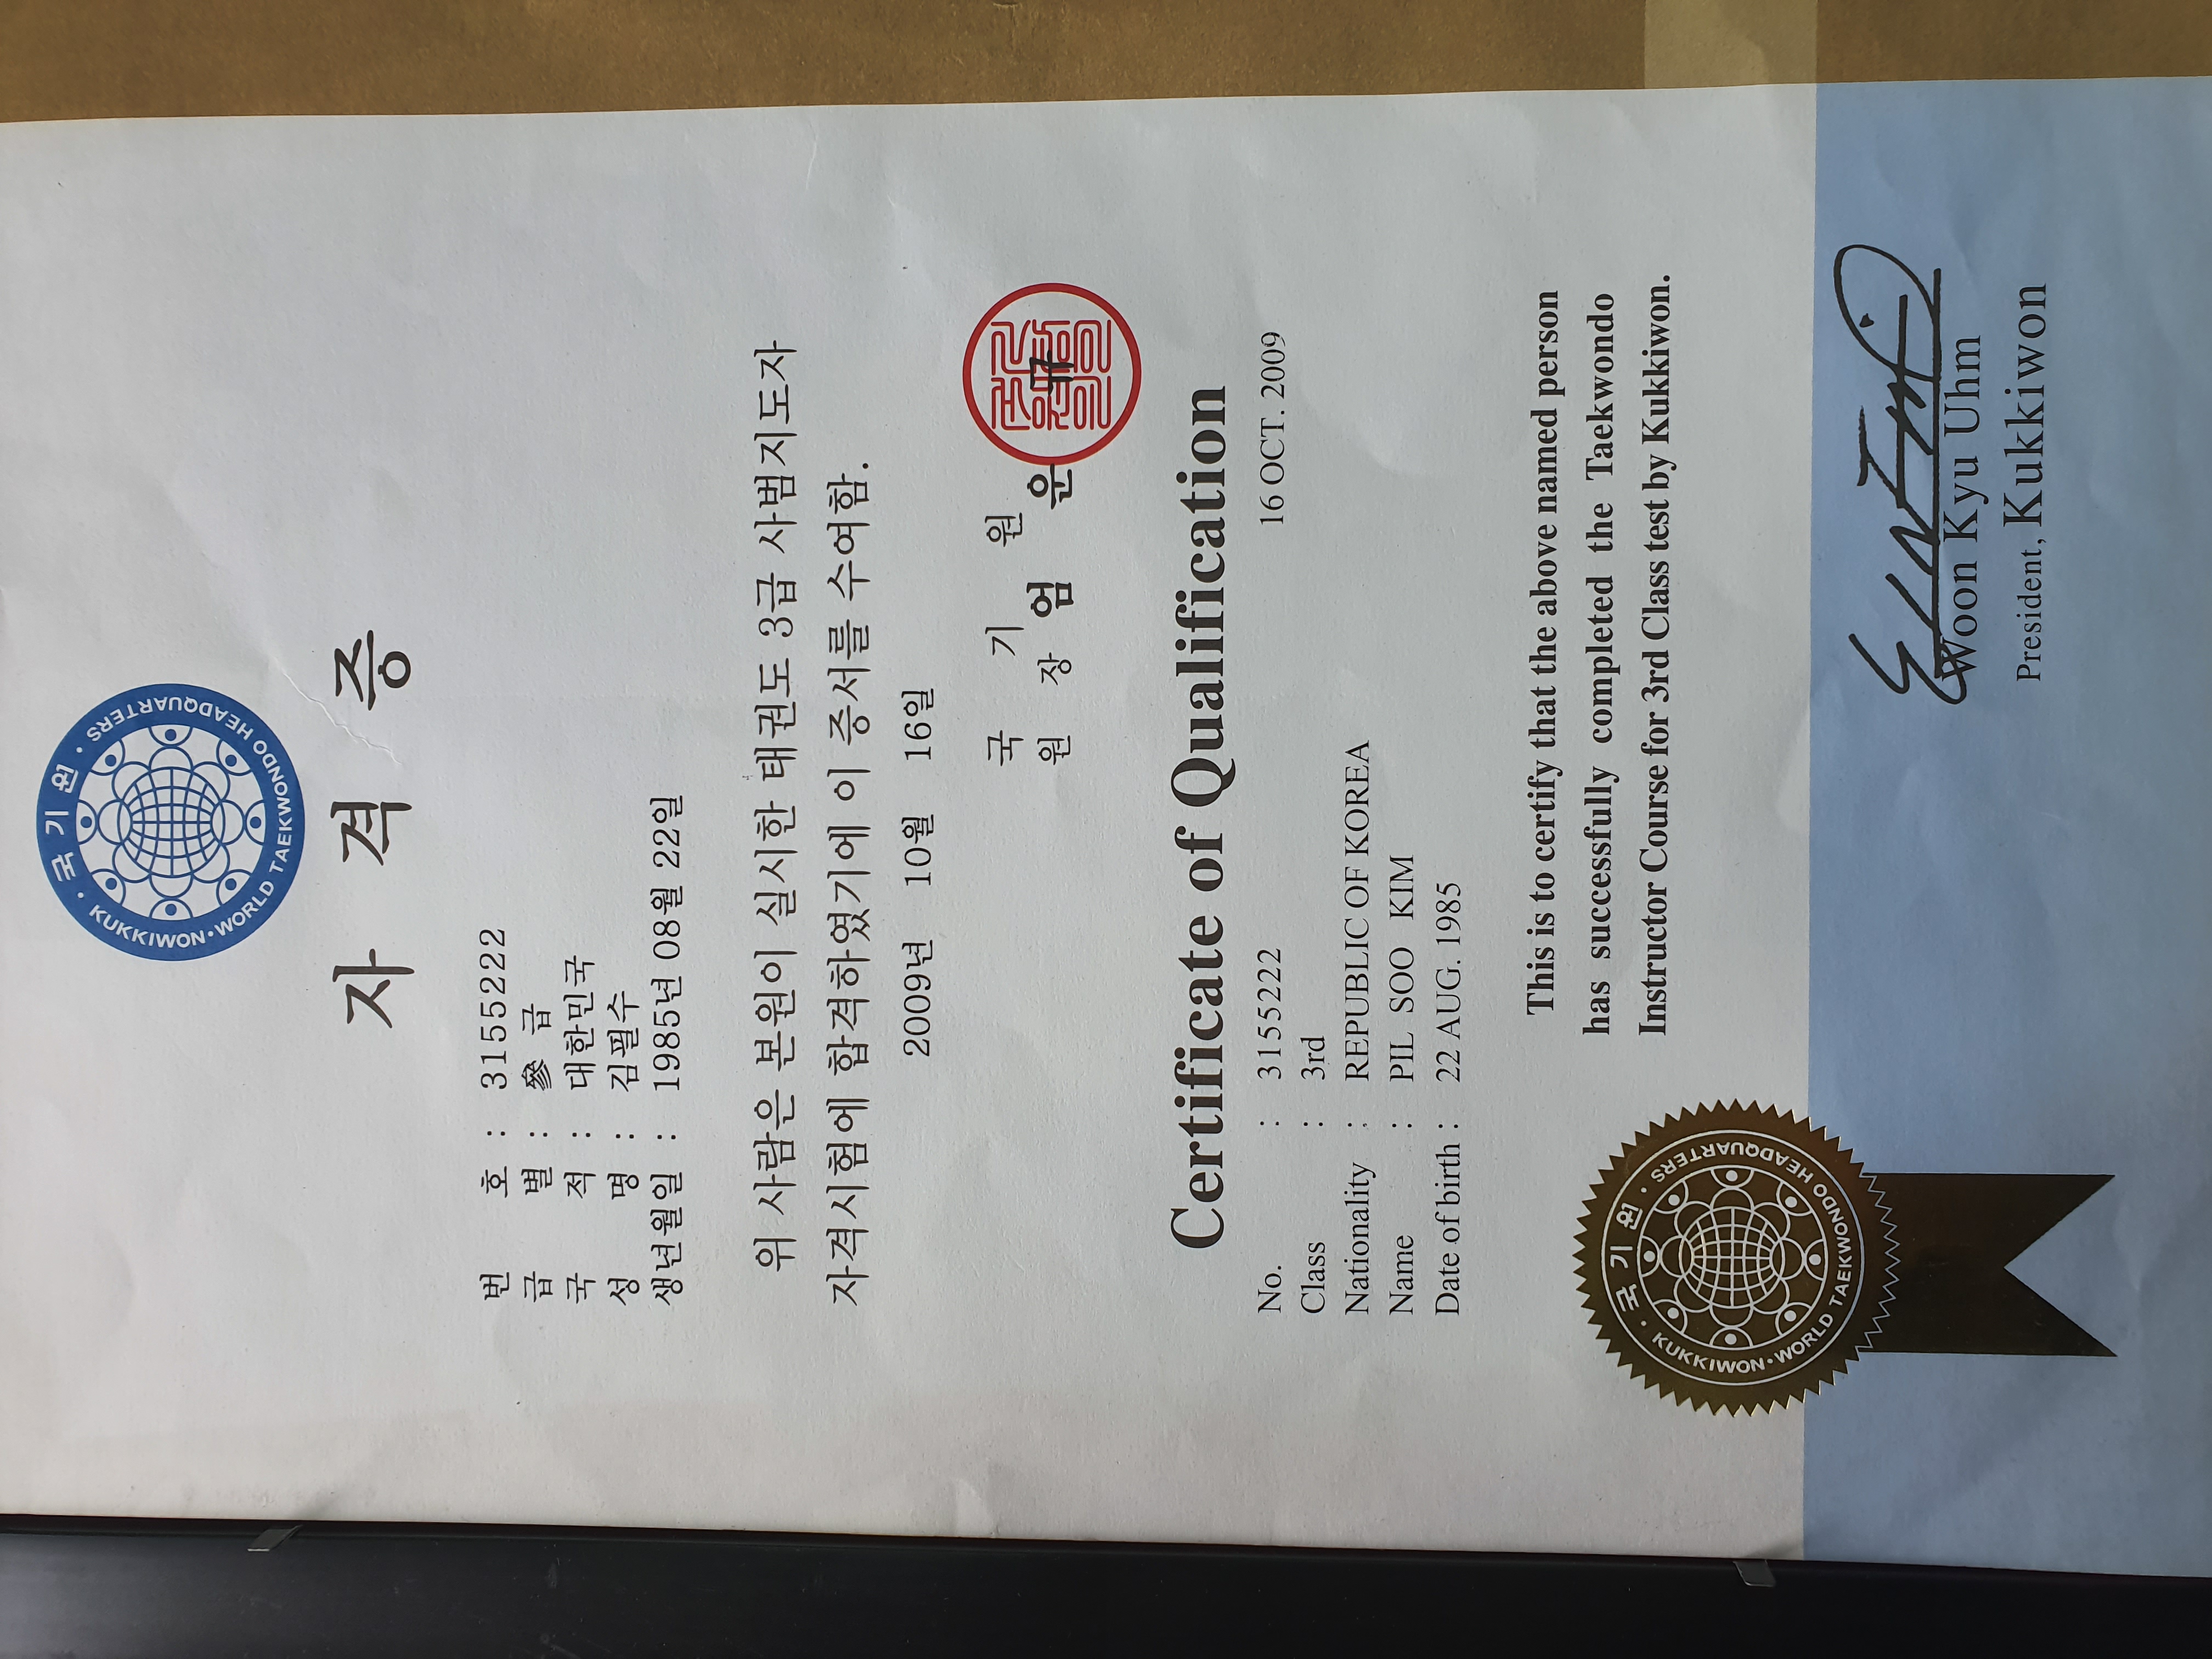 · 국 기 원 ·
KUKKIWON · WORLD TAEKWONDO HEADQUARTERS
자 격 증
번 호 : 3155222
급 별 : 參 급
국 적 : 대한민국
성 명 : 김필수
생년월일 : 1985년 08월 22일
위 사람은 본원이 실시한 태권도 3급 사범지도자
자격시험에 합격하였기에 이 증서를 수여함.
2009년 10월 16일
국 기 원
원 장 엄 운 규
Certificate of Qualification
No. : 3155222 16 OCT. 2009
Class : 3rd
Nationality : REPUBLIC OF KOREA
Name : PIL SOO KIM
Date of birth : 22 AUG. 1985
This is to certify that the above named person
has successfully completed the Taekwondo
Instructor Course for 3rd Class test by Kukkiwon.
· 국 기 원 ·
KUKKIWON · WORLD TAEKWONDO HEADQUARTERS
Woon Kyu Uhm
President, Kukkiwon